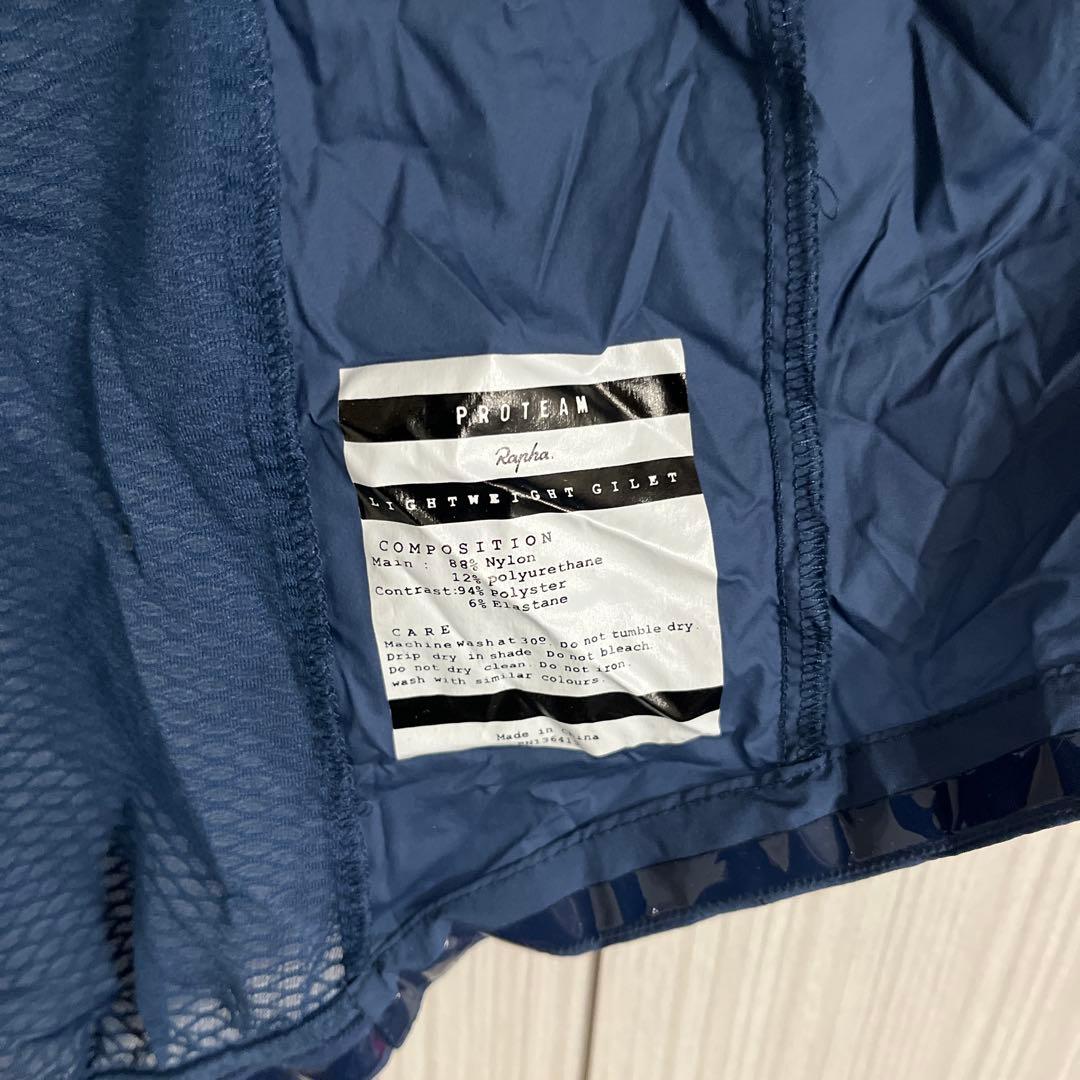 PROTEAM
Rapha.
LIGHTWEIGHT GILET
COMPOSITION
Main : 88% Nylon
12% polyurethane
Contrast:94% Polyster
6% Elastane
CARE
Machine Wash at 30º Do not tumble dry.
Drip dry in shade Do not bleach.
Do not dry clean. Do not iron.
wash with similar colours.
Made in China